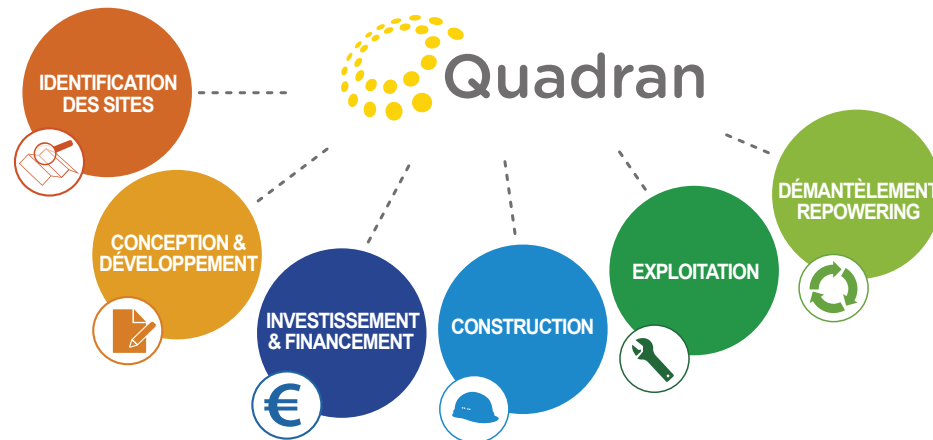 Quadran
IDENTIFICATION
DES SITES
CONCEPTION &
DÉVELOPPEMENT
INVESTISSEMENT
& FINANCEMENT
€
CONSTRUCTION
EXPLOITATION
DÉMANTÈLEMENT
REPOWERING